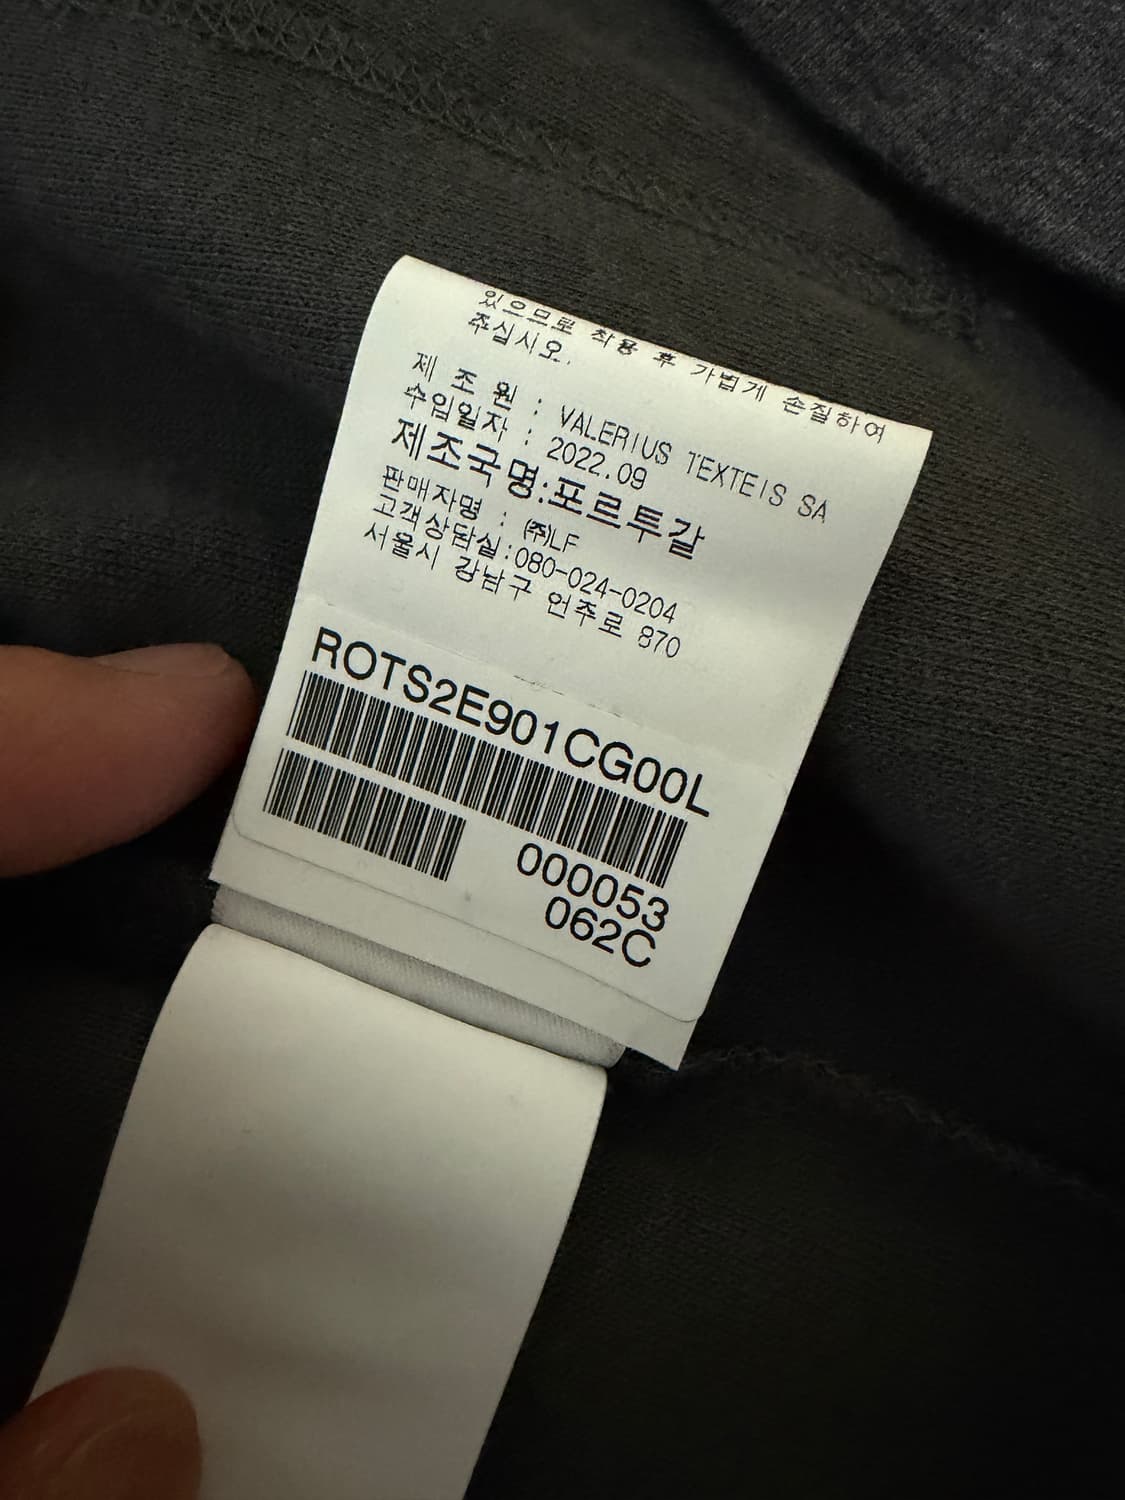 있으므로 착용 후 가볍게 손질하여
주십시오.
제 조 원 : VALERIUS TEXTEIS SA
수입일자 : 2022.09
제조국명:포르투갈
판매자명 : (주)LF
고객상담실:080-024-0204
서울시 강남구 언주로 870
ROTS2E901CG00L
000053
062C